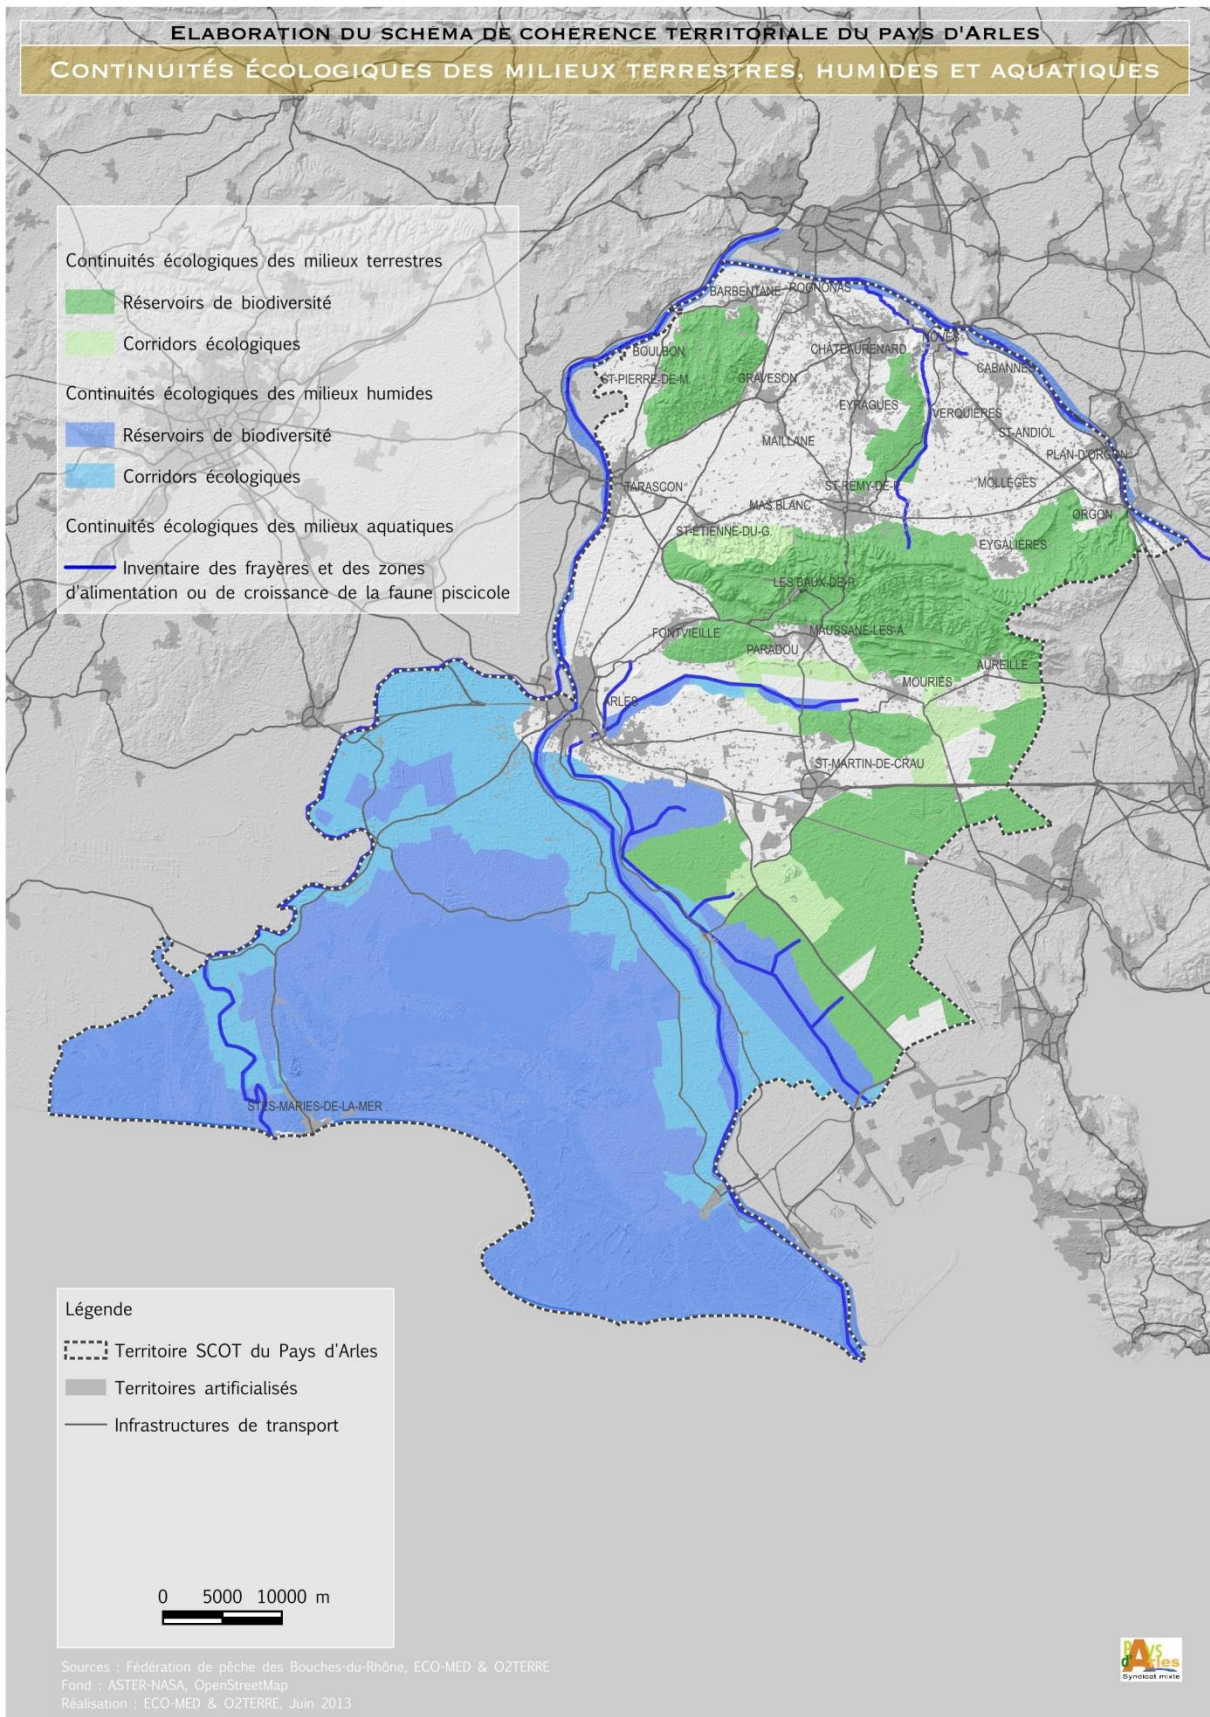 ELABORATION DU SCHÉMA DE COHÉRENCE TERRITORIALE DU PAYS D'ARLES
CONTINUITÉS ÉCOLOGIQUES DES MILIEUX TERRESTRES, HUMIDES ET AQUATIQUES
Continuités écologiques des milieux terrestres
Réservoirs de biodiversité
Corridors écologiques
Continuités écologiques des milieux humides
Réservoirs de biodiversité
Corridors écologiques
Continuités écologiques des milieux aquatiques
Inventaire des frayères et des zones
d'alimentation ou de croissance de la faune piscicole
BARBENTANE
ROGNONAS
NOVES
BOULBON
CHÂTEAURENARD
CABANNES
ST-PIERRE-DE-M.
GRAVESON
EYRAGUES
VERQUIÈRES
ST-ANDIOL
MAILLANE
PLAN-D'ORGON
TARASCON
ST-RÉMY-DE-P.
MOLLÉGÈS
MAS BLANC
ORGON
ST-ETIENNE-DU-G.
EYGALIÈRES
LES BAUX-DE-P.
FONTVIEILLE
MAUSSANE-LES-A.
PARADOU
AUREILLE
MOURIÈS
ARLES
ST-MARTIN-DE-CRAU
STES-MARIES-DE-LA-MER
Légende
Territoire SCOT du Pays d'Arles
Territoires artificialisés
Infrastructures de transport
0 5000 10000 m
Sources : Fédération de pêche des Bouches-du-Rhône, ECO-MED & O2TERRE
Fond : ASTER-NASA, OpenStreetMap
Réalisation : ECO-MED & O2TERRE, Juin 2013
Pays
d'Arles
Syndicat mixte